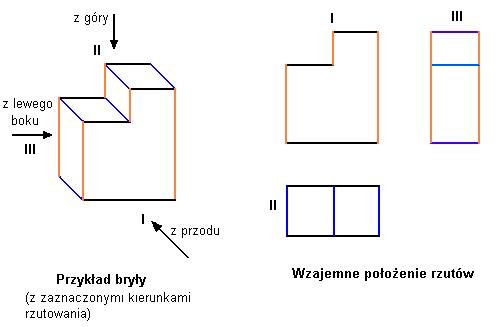 z góry
II
z lewego
boku
III
I
z przodu
Przykład bryły
(z zaznaczonymi kierunkami
rzutowania)
I
III
II
Wzajemne położenie rzutów